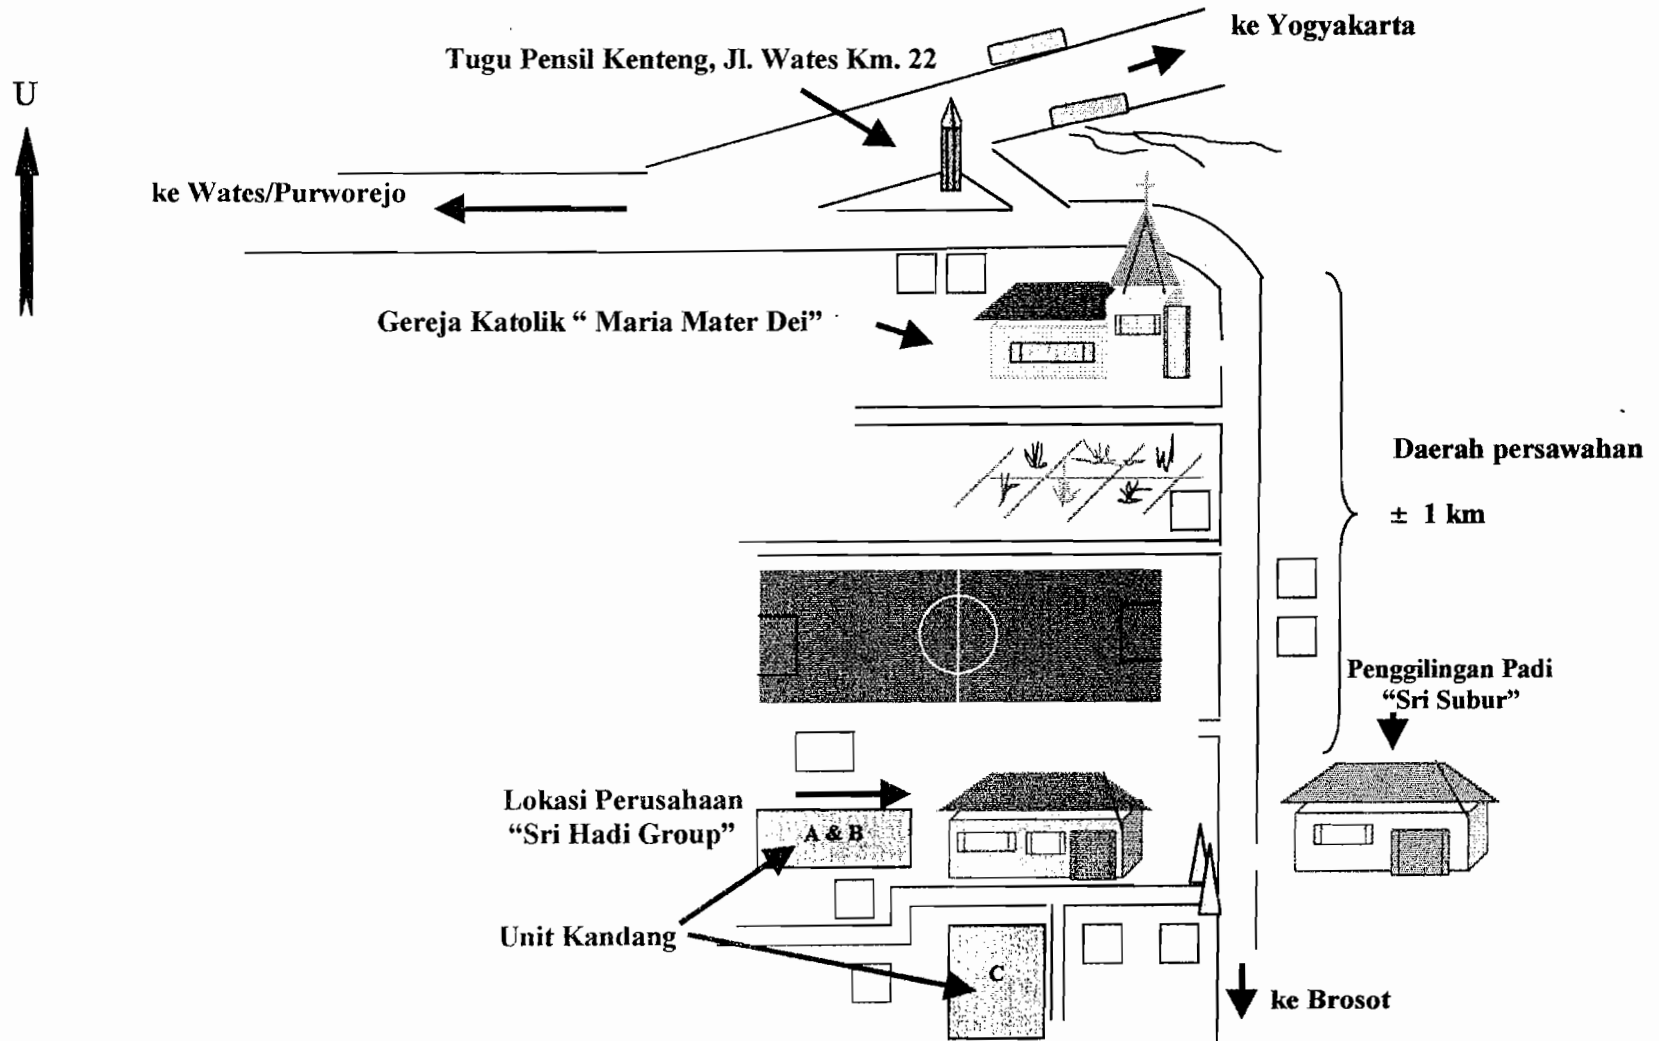 ke Yogyakarta
Tugu Pensil Kenteng, Jl. Wates Km. 22
U
ke Wates/Purworejo
Gereja Katolik “ Maria Mater Dei”
Daerah persawahan
± 1 km
Penggilingan Padi
“Sri Subur”
Lokasi Perusahaan
“Sri Hadi Group”
A & B
Unit Kandang
C
ke Brosot